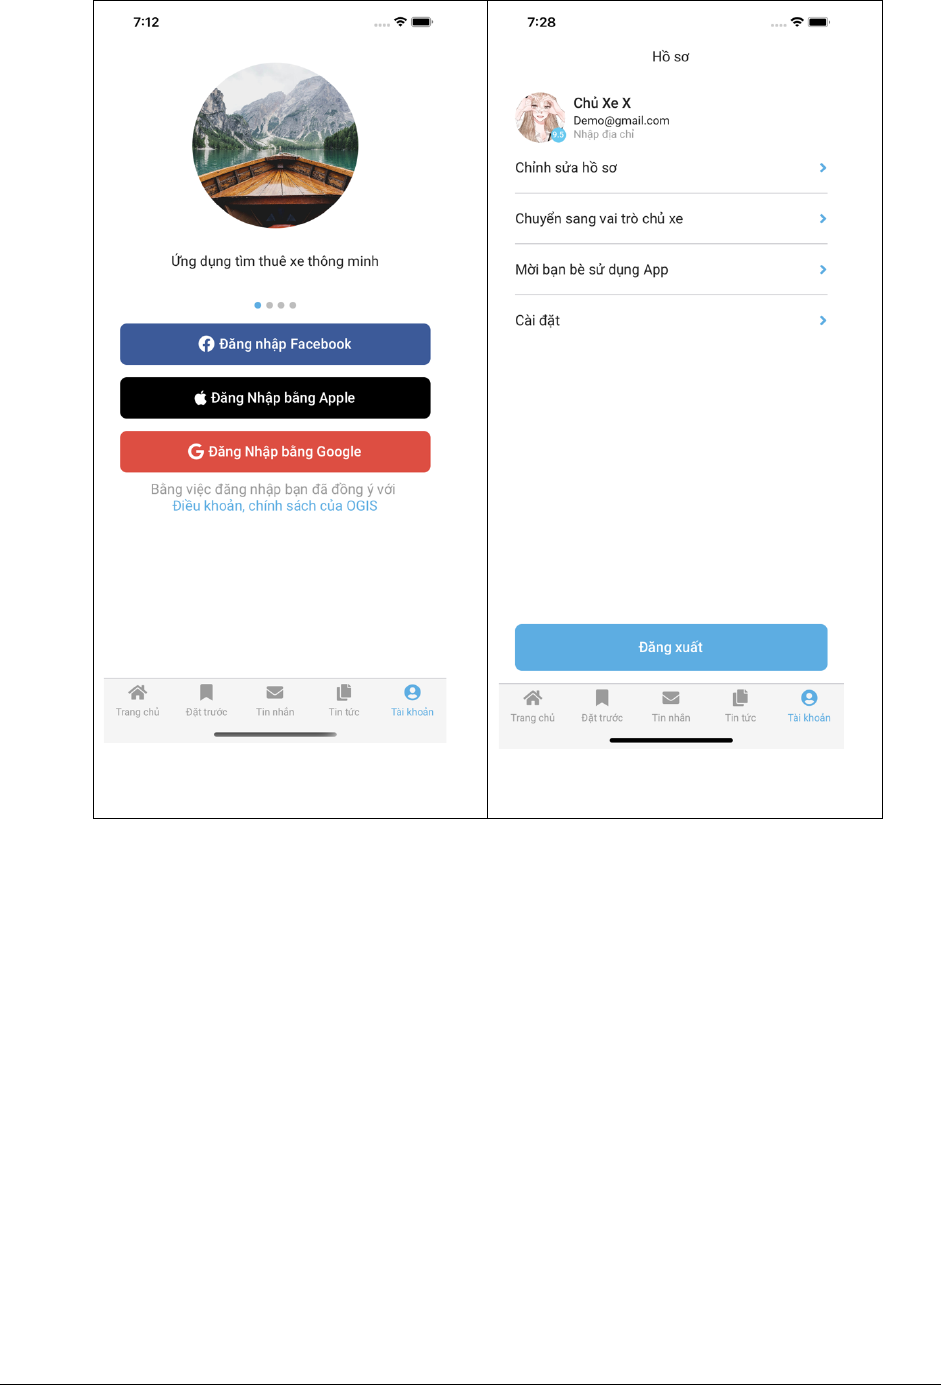 7:12
Ứng dụng tìm thuê xe thông minh
Đăng nhập Facebook
Đăng Nhập bằng Apple
Đăng Nhập bằng Google
Bằng việc đăng nhập bạn đã đồng ý với
Điều khoản, chính sách của OGIS
Trang chủ
Đặt trước
Tin nhắn
Tin tức
Tài khoản
7:28
Hồ sơ
Chủ Xe X
Demo@gmail.com
Nhập địa chỉ
9.5
Chỉnh sửa hồ sơ
Chuyển sang vai trò chủ xe
Mời bạn bè sử dụng App
Cài đặt
Đăng xuất
Trang chủ
Đặt trước
Tin nhắn
Tin tức
Tài khoản